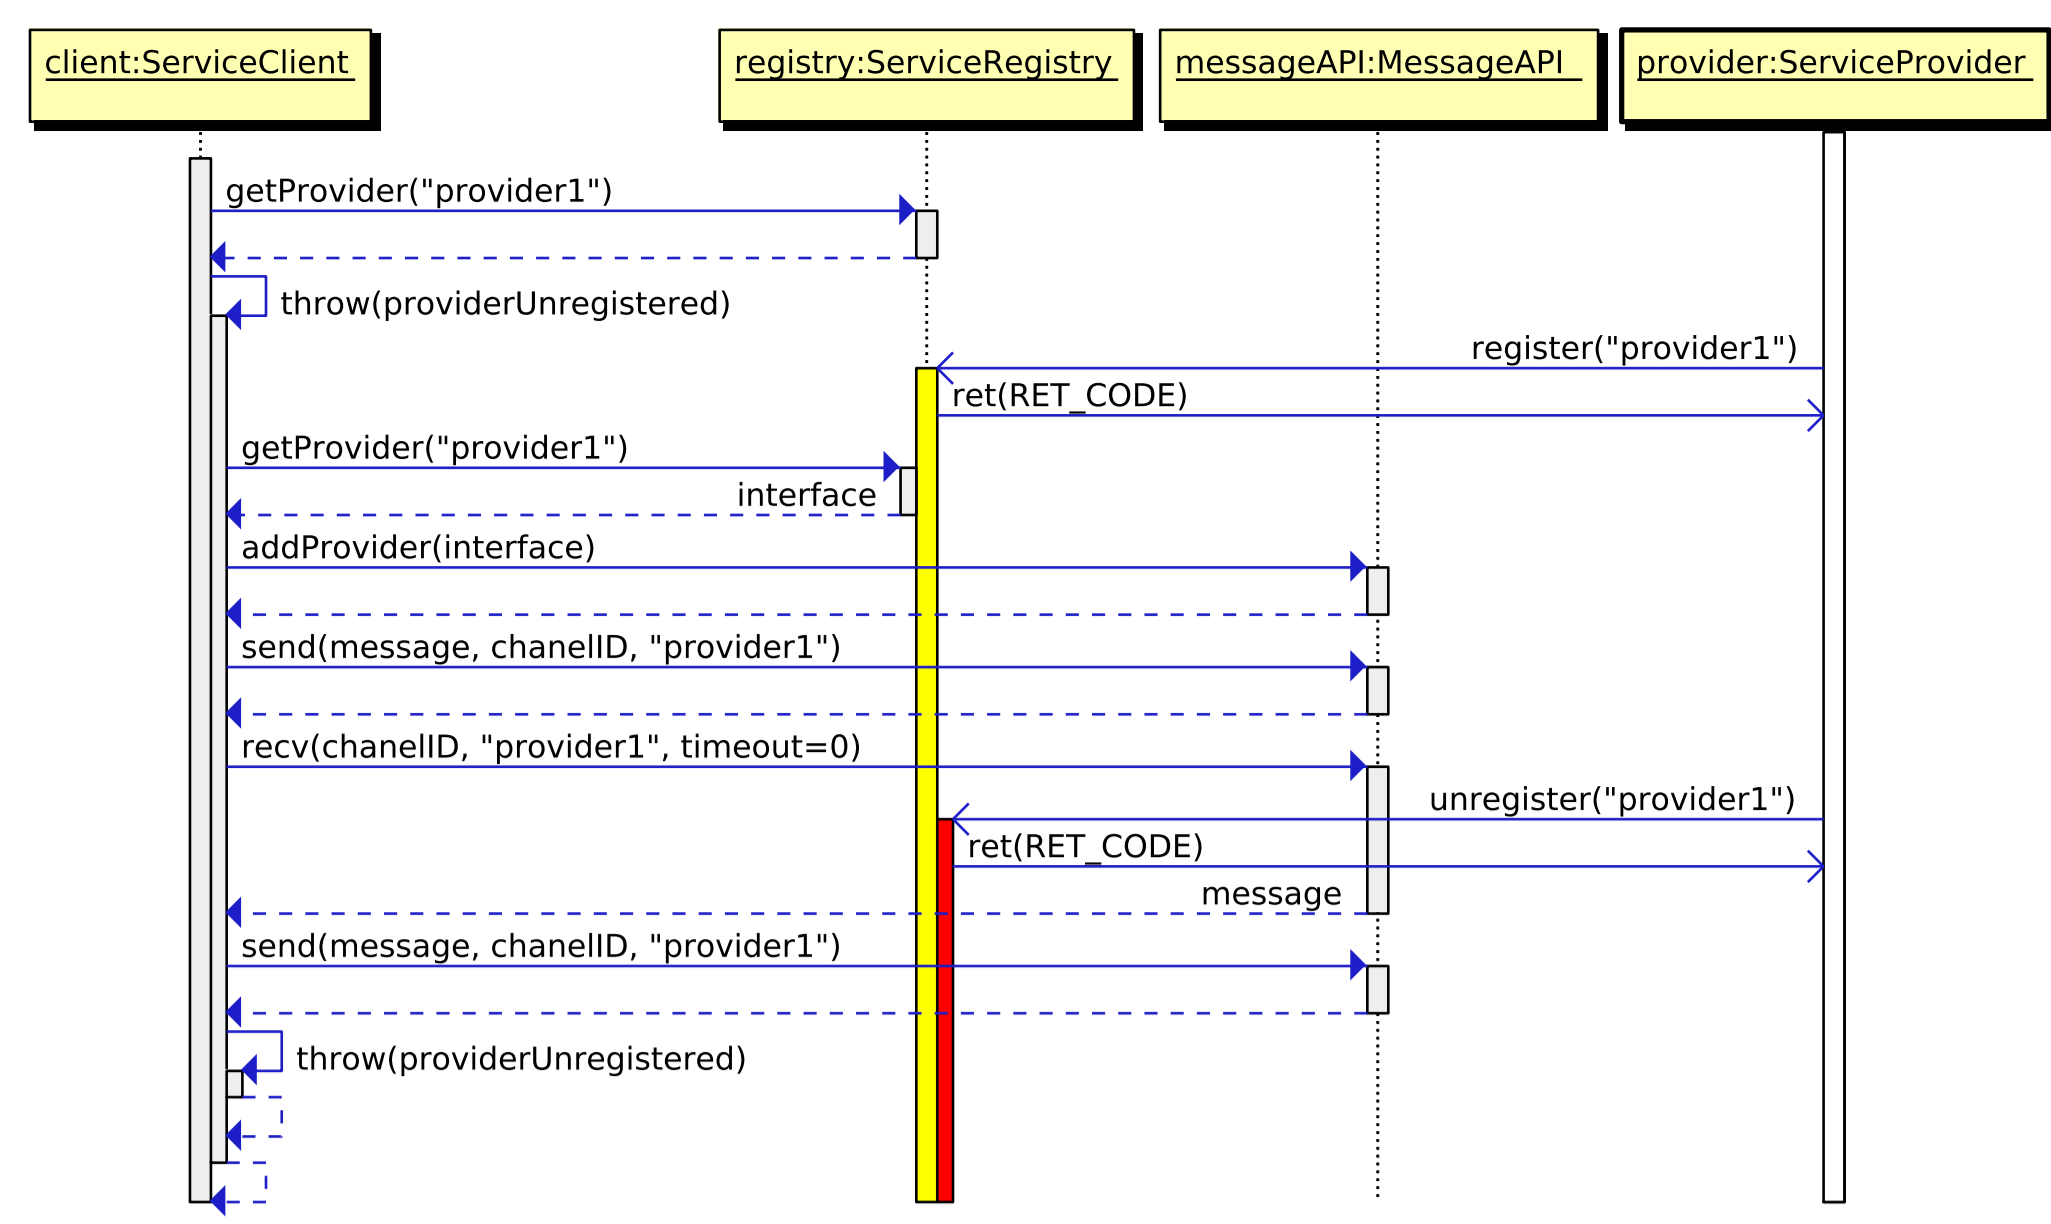 client:ServiceClient
registry:ServiceRegistry
messageAPI:MessageAPI
provider:ServiceProvider
getProvider("provider1")
throw(providerUnregistered)
register("provider1")
ret(RET_CODE)
getProvider("provider1")
interface
addProvider(interface)
send(message, chanelID, "provider1")
recv(chanelID, "provider1", timeout=0)
unregister("provider1")
ret(RET_CODE)
message
send(message, chanelID, "provider1")
throw(providerUnregistered)